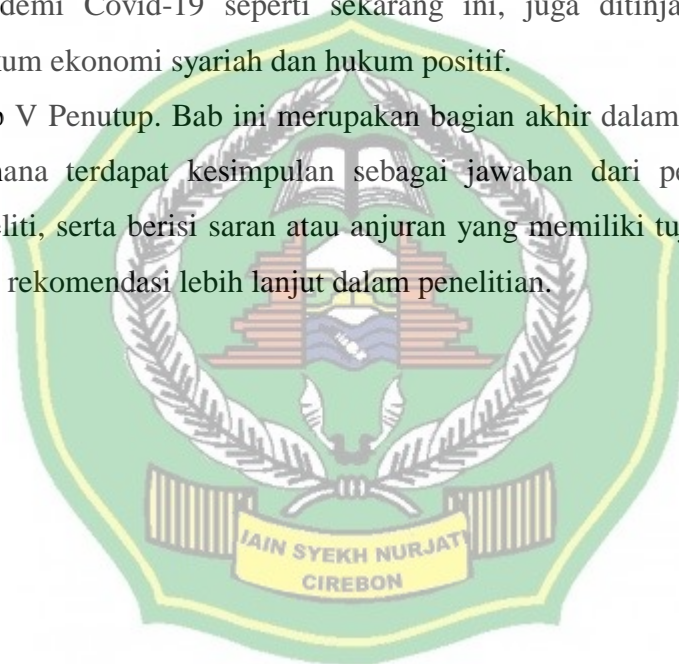 demi Covid-19 seperti sekarang ini, juga ditinja
kum ekonomi syariah dan hukum positif.
V Penutup. Bab ini merupakan bagian akhir dalam
ana terdapat kesimpulan sebagai jawaban dari pe
eliti, serta berisi saran atau anjuran yang memiliki tuj
rekomendasi lebih lanjut dalam penelitian.
IAIN SYEKH NURJATI
CIREBON